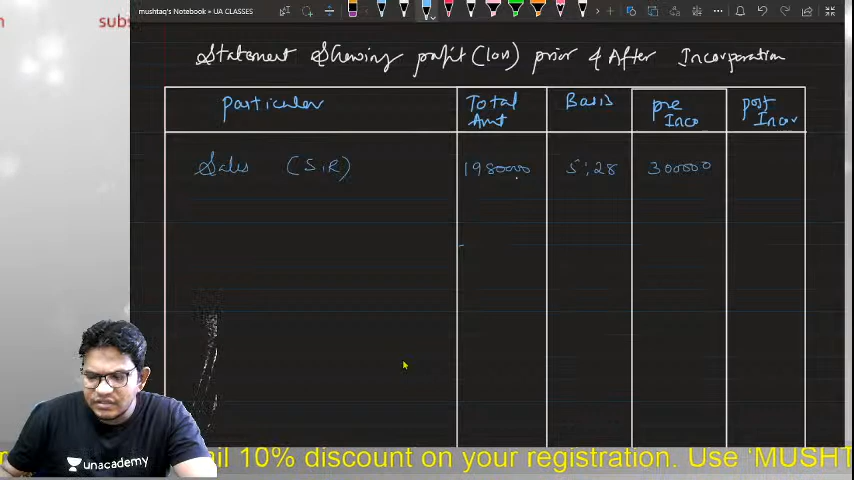 n
subs
mushtaq's Notebook » UA CLASSES
Statement Showing profit (loss) prior & After Incorporation
particular
Total Amt
Basis
pre Inco
post Incor
Sales (S.R) 1980000 5:28 300000
unacademy
ail 10% discount on your registration. Use 'MUSHT